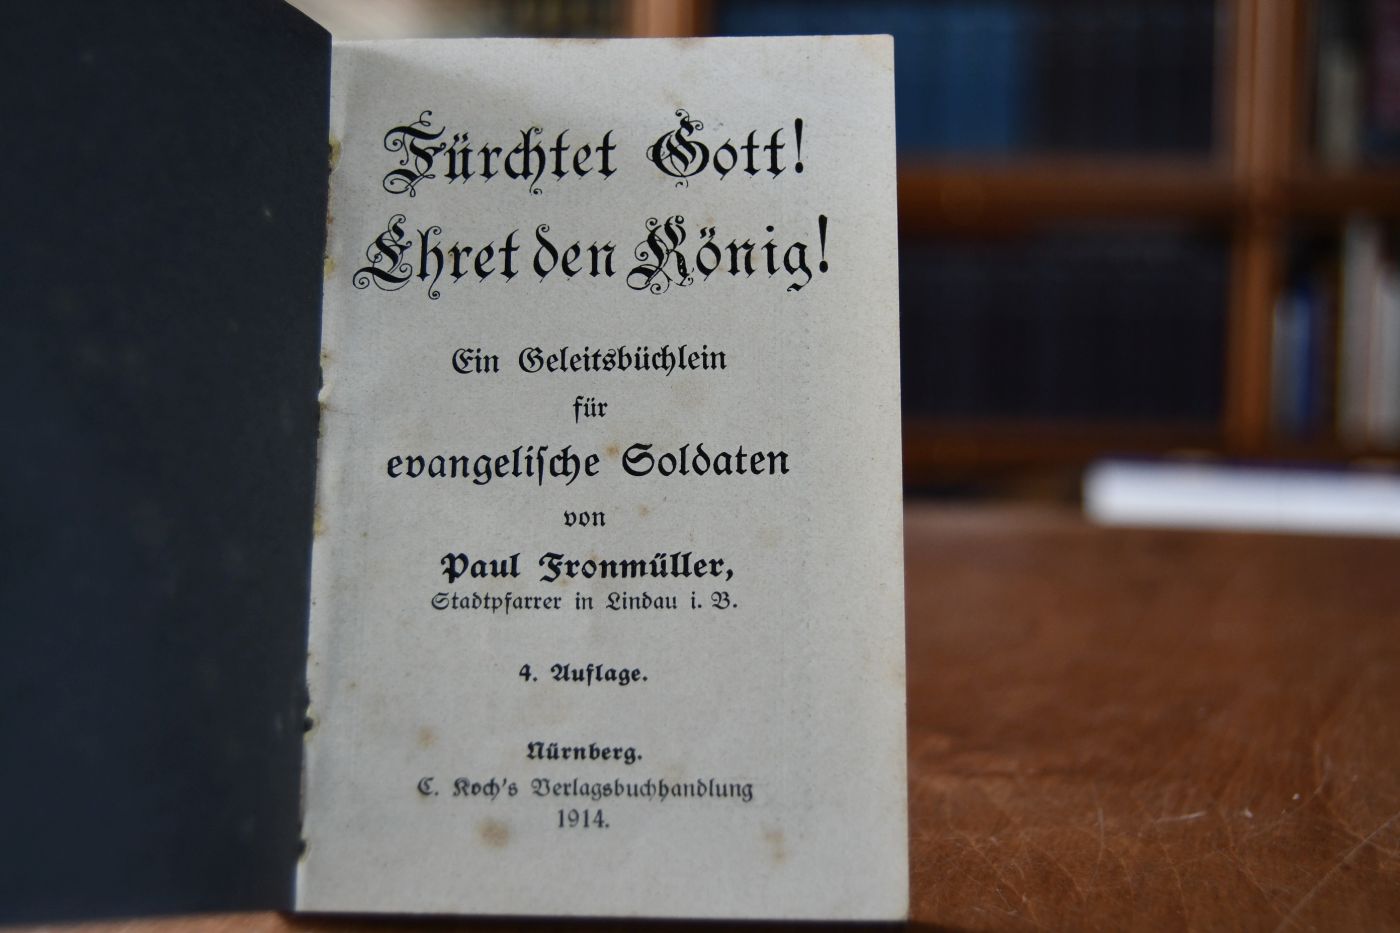 Fürchtet Gott!
Ehret den König!
Ein Geleitsbüchlein
für
evangeliſche Soldaten
von
Paul Fronmüller,
Stadtpfarrer in Lindau i. B.
4. Auflage.
Nürnberg.
C. Koch's Verlagsbuchhandlung
1914.